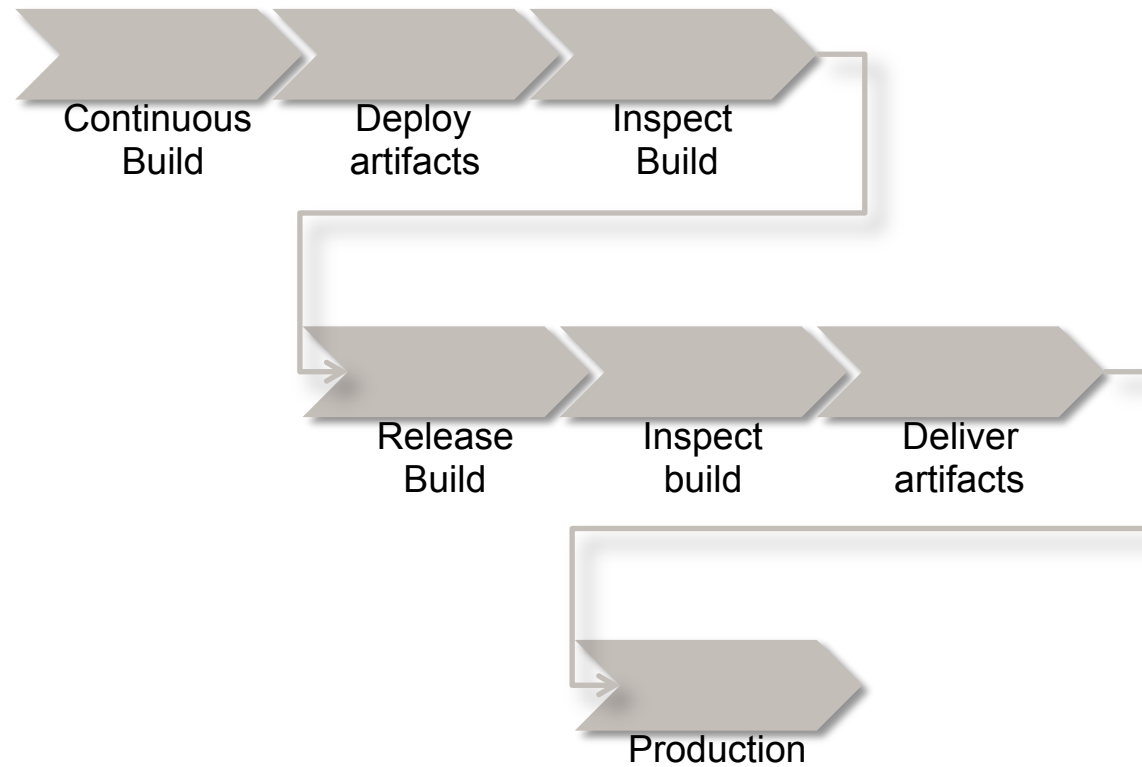 Continuous
Build
Deploy
artifacts
Inspect
Build
Release
Build
Inspect
build
Deliver
artifacts
Production